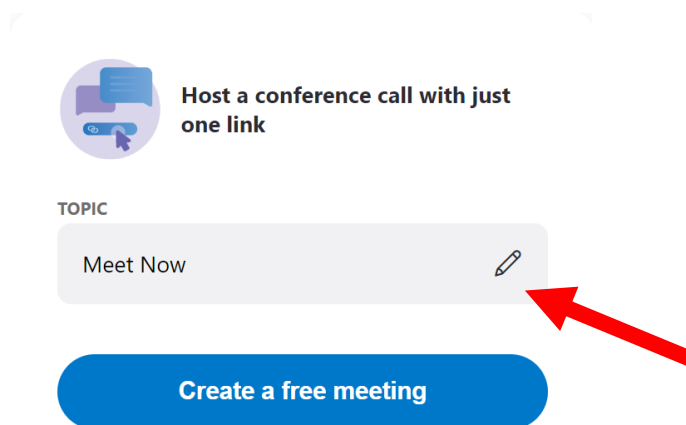 Host a conference call with just
one link
TOPIC
Meet Now
Create a free meeting